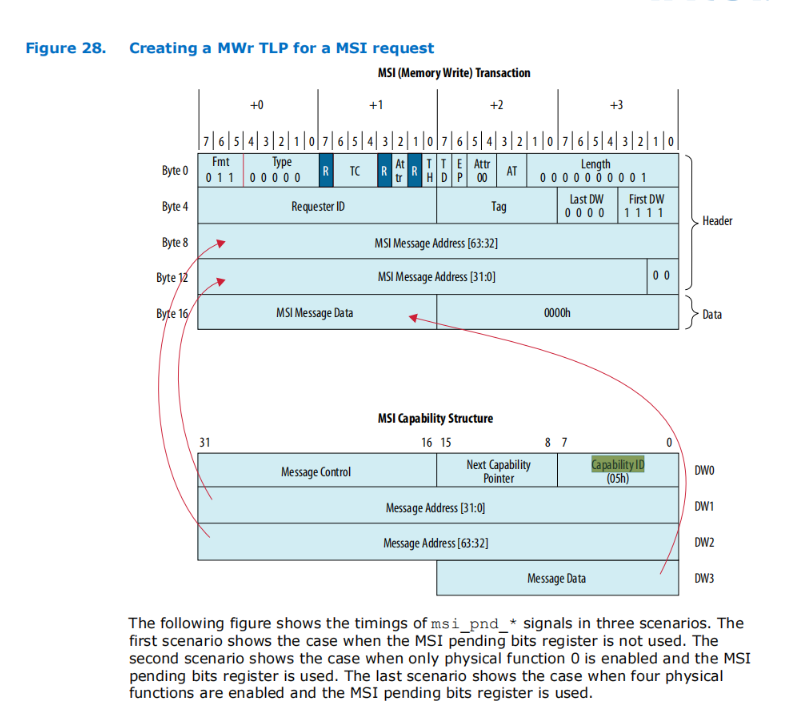 Figure 28. Creating a MWr TLP for a MSI request
MSI (Memory Write) Transaction
+0 +1 +2 +3
7 6 5 4 3 2 1 0 7 6 5 4 3 2 1 0 7 6 5 4 3 2 1 0 7 6 5 4 3 2 1 0
Byte 0 Fmt 0 1 1 Type 0 0 0 0 0 R TC R At tr R T H T D E P Attr 00 AT Length 0 0 0 0 0 0 0 0 0 1
Byte 4 Requester ID Tag Last DW 0 0 0 0 First DW 1 1 1 1
Header
Byte 8 MSI Message Address [63:32]
Byte 12 MSI Message Address [31:0] 0 0
Byte 16 MSI Message Data 0000h Data
MSI Capability Structure
31 16 15 8 7 0
Message Control Next Capability Pointer Capability ID (05h) DW0
Message Address [31:0] DW1
Message Address [63:32] DW2
Message Data DW3
The following figure shows the timings of msi_pnd_* signals in three scenarios. The
first scenario shows the case when the MSI pending bits register is not used. The
second scenario shows the case when only physical function 0 is enabled and the MSI
pending bits register is used. The last scenario shows the case when four physical
functions are enabled and the MSI pending bits register is used.